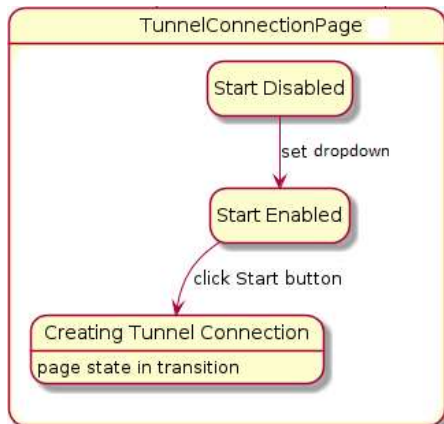 TunnelConnectionPage
Start Disabled
set dropdown
Start Enabled
click Start button
Creating Tunnel Connection
page state in transition